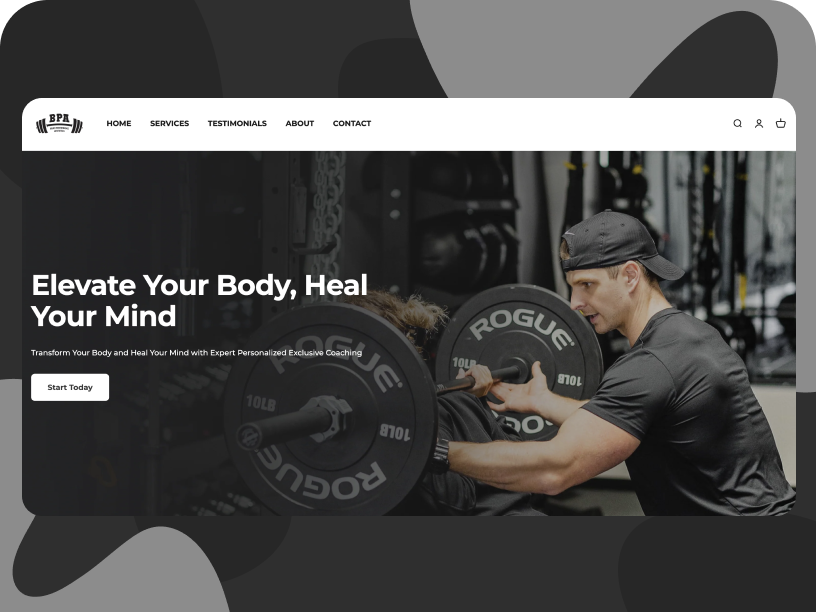 BPA
HOME SERVICES TESTIMONIALS ABOUT CONTACT
Elevate Your Body, Heal
Your Mind
Transform Your Body and Heal Your Mind with Expert Personalized Exclusive Coaching
Start Today
ROGUE
10LB
10LB
ROGUE
ROGUE
10LB
10LB